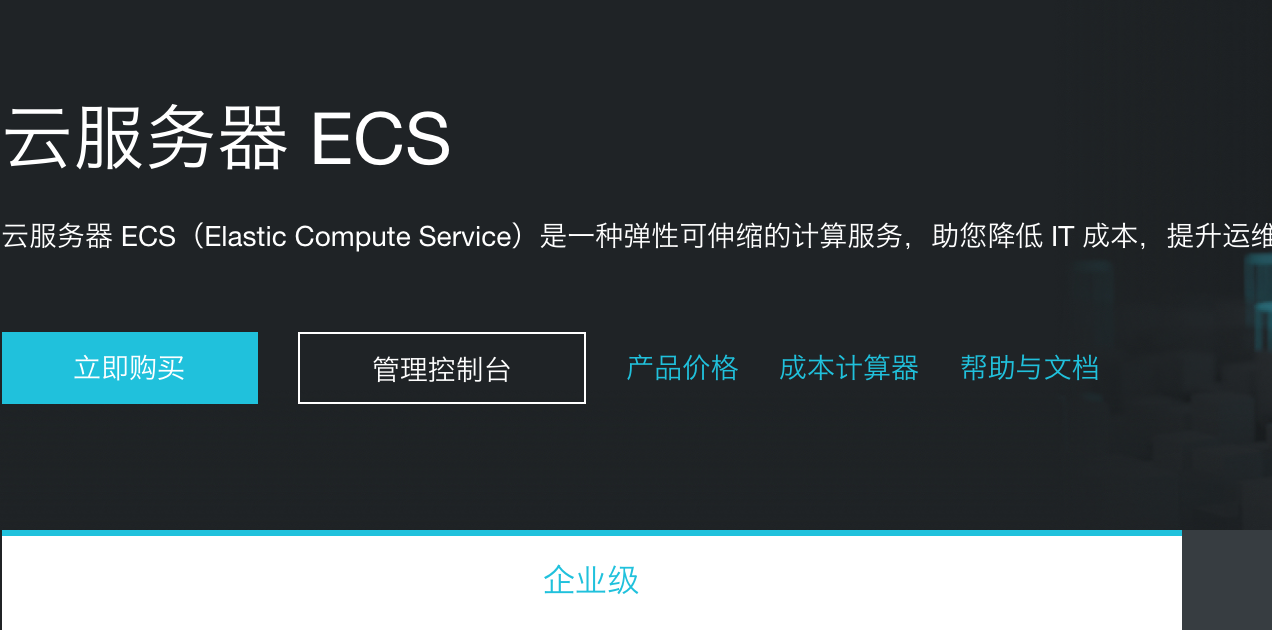 云服务器 ECS
云服务器 ECS（Elastic Compute Service）是一种弹性可伸缩的计算服务，助您降低 IT 成本，提升运维
立即购买 管理控制台 产品价格 成本计算器 帮助与文档
企业级